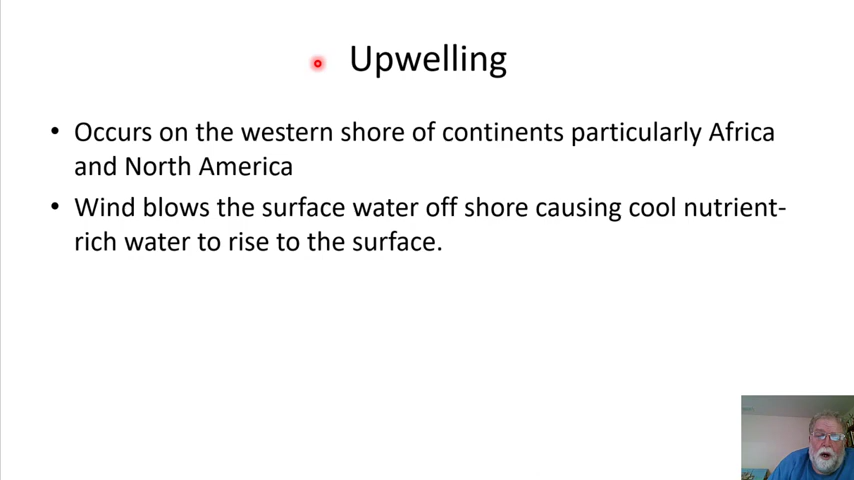 Upwelling
• Occurs on the western shore of continents particularly Africa
and North America
• Wind blows the surface water off shore causing cool nutrient-
rich water to rise to the surface.